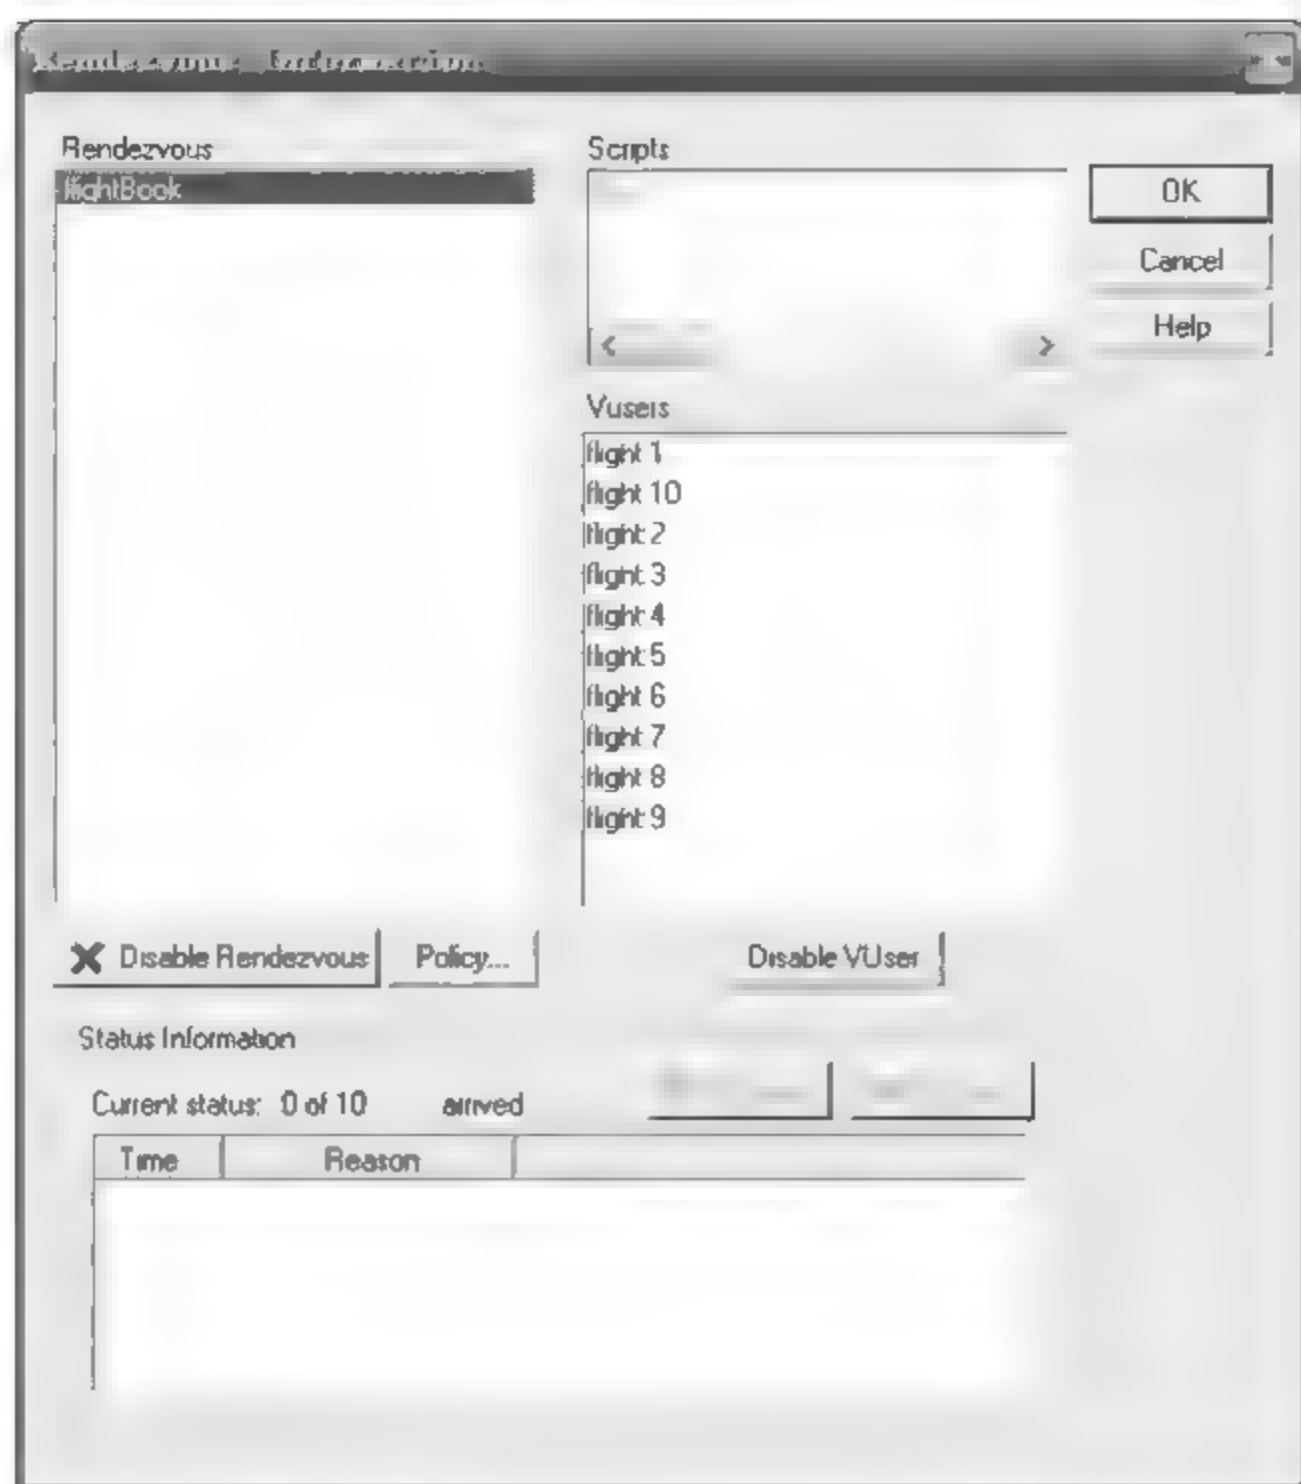 Rendezvous Information
Rendezvous
flightBook
Scripts
OK
Cancel
Help
Vusers
flight 1
flight 10
flight 2
flight 3
flight 4
flight 5
flight 6
flight 7
flight 8
flight 9
Disable Rendezvous
Policy...
Disable VUser
Status Information
Current status: 0 of 10 arrived
Time Reason